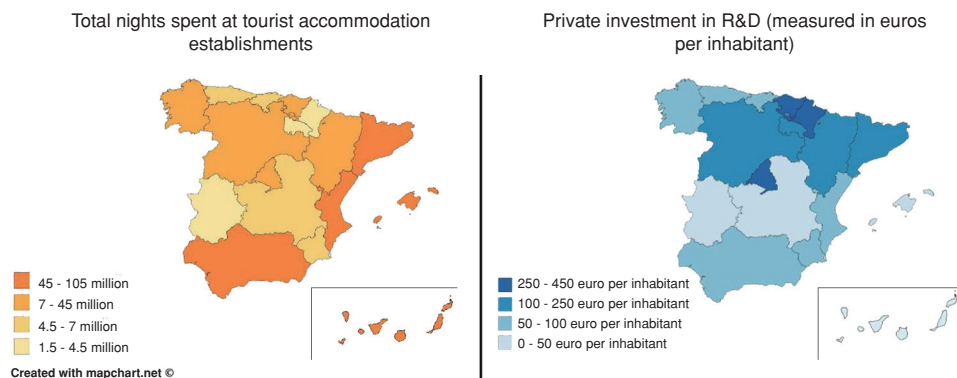 Total nights spent at tourist accommodation
establishments
45 - 105 million
7 - 45 million
4.5 - 7 million
1.5 - 4.5 million
Created with mapchart.net ©
Private investment in R&D (measured in euros
per inhabitant)
250 - 450 euro per inhabitant
100 - 250 euro per inhabitant
50 - 100 euro per inhabitant
0 - 50 euro per inhabitant